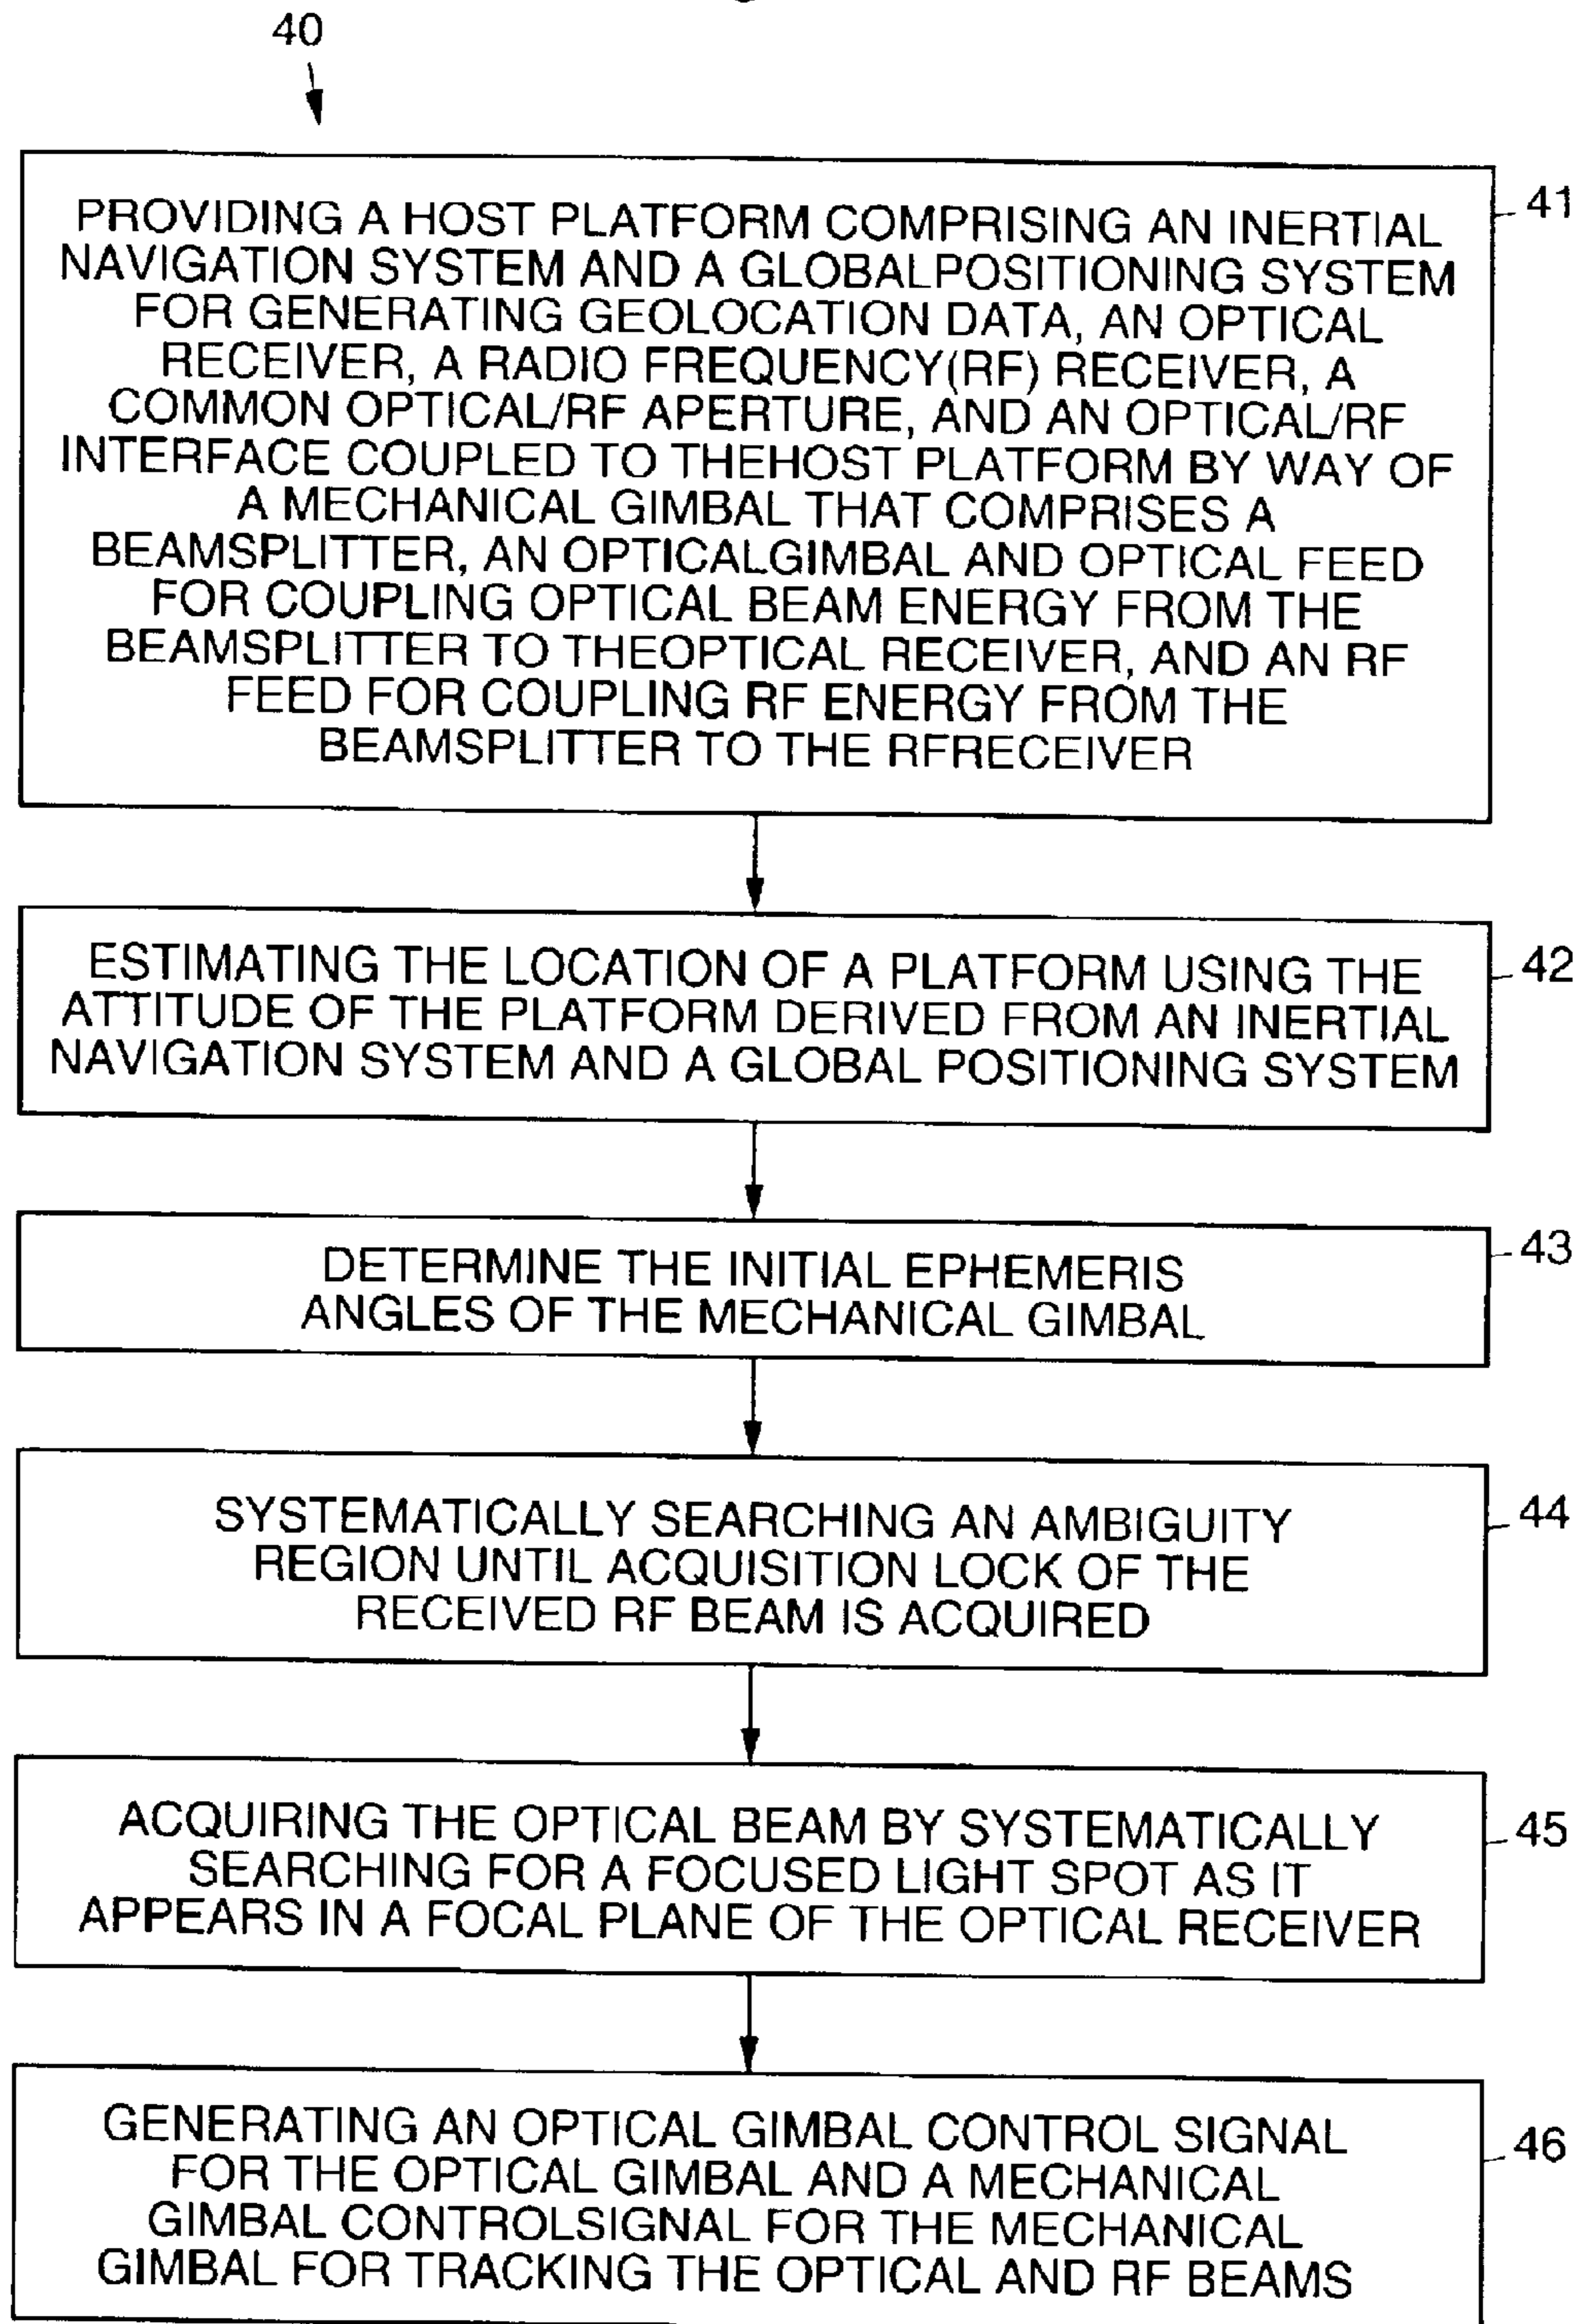 40
PROVIDING A HOST PLATFORM COMPRISING AN INERTIAL
NAVIGATION SYSTEM AND A GLOBALPOSITIONING SYSTEM
FOR GENERATING GEOLOCATION DATA, AN OPTICAL
RECEIVER, A RADIO FREQUENCY(RF) RECEIVER, A
COMMON OPTICAL/RF APERTURE, AND AN OPTICAL/RF
INTERFACE COUPLED TO THEHOST PLATFORM BY WAY OF
A MECHANICAL GIMBAL THAT COMPRISES A
BEAMSPLITTER, AN OPTICALGIMBAL AND OPTICAL FEED
FOR COUPLING OPTICAL BEAM ENERGY FROM THE
BEAMSPLITTER TO THEOPTICAL RECEIVER, AND AN RF
FEED FOR COUPLING RF ENERGY FROM THE
BEAMSPLITTER TO THE RFRECEIVER
41
ESTIMATING THE LOCATION OF A PLATFORM USING THE
ATTITUDE OF THE PLATFORM DERIVED FROM AN INERTIAL
NAVIGATION SYSTEM AND A GLOBAL POSITIONING SYSTEM
42
DETERMINE THE INITIAL EPHEMERIS
ANGLES OF THE MECHANICAL GIMBAL
43
SYSTEMATICALLY SEARCHING AN AMBIGUITY
REGION UNTIL ACQUISITION LOCK OF THE
RECEIVED RF BEAM IS ACQUIRED
44
ACQUIRING THE OPTICAL BEAM BY SYSTEMATICALLY
SEARCHING FOR A FOCUSED LIGHT SPOT AS IT
APPEARS IN A FOCAL PLANE OF THE OPTICAL RECEIVER
45
GENERATING AN OPTICAL GIMBAL CONTROL SIGNAL
FOR THE OPTICAL GIMBAL AND A MECHANICAL
GIMBAL CONTROLSIGNAL FOR THE MECHANICAL
GIMBAL FOR TRACKING THE OPTICAL AND RF BEAMS
46